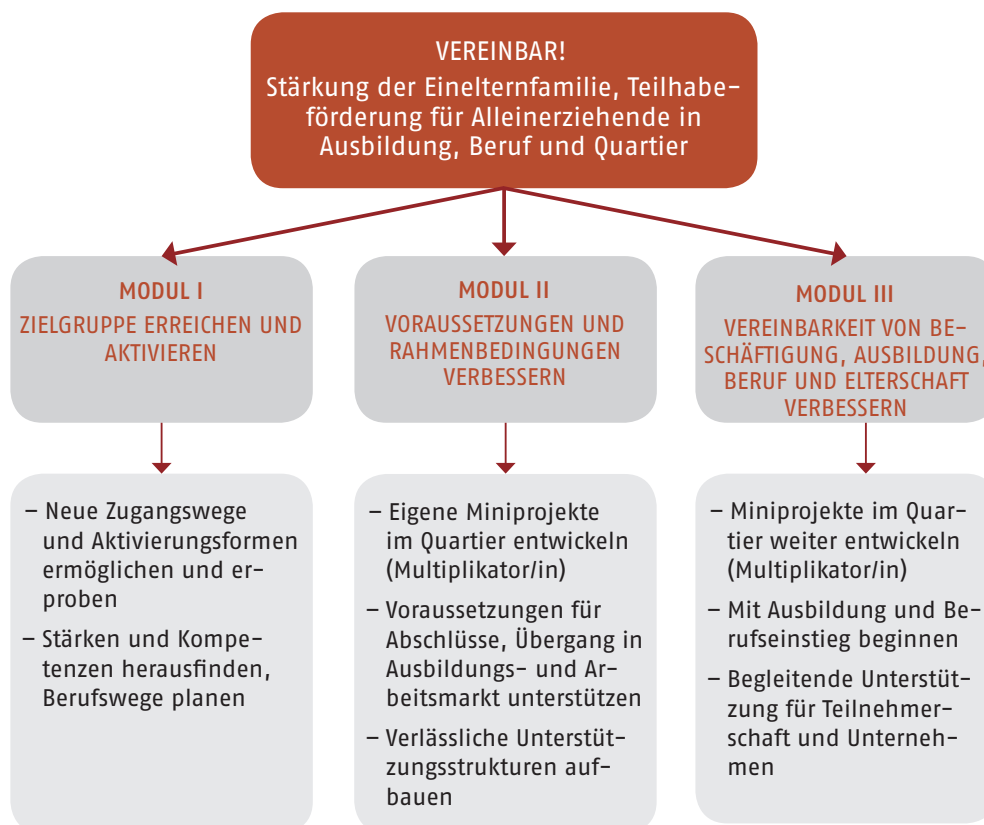 VEREINBAR!
Stärkung der Einelternfamilie, Teilhabe-
förderung für Alleinerziehende in
Ausbildung, Beruf und Quartier
MODUL I
ZIELGRUPPE ERREICHEN UND
AKTIVIEREN
MODUL II
VORAUSSETZUNGEN UND
RAHMENBEDINGUNGEN
VERBESSERN
MODUL III
VEREINBARKEIT VON BE-
SCHÄFTIGUNG, AUSBILDUNG,
BERUF UND ELTERSCHAFT
VERBESSERN
– Neue Zugangswege
und Aktivierungsformen
ermöglichen und er-
proben
– Stärken und Kompe-
tenzen herausfinden,
Berufswege planen
– Eigene Miniprojekte
im Quartier entwickeln
(Multiplikator/in)
– Voraussetzungen für
Abschlüsse, Übergang in
Ausbildungs- und Ar-
beitsmarkt unterstützen
– Verlässliche Unterstüt-
zungsstrukturen auf-
bauen
– Miniprojekte im Quar-
tier weiter entwickeln
(Multiplikator/in)
– Mit Ausbildung und Be-
rufseinstieg beginnen
– Begleitende Unterstüt-
zung für Teilnehmer-
schaft und Unterneh-
men